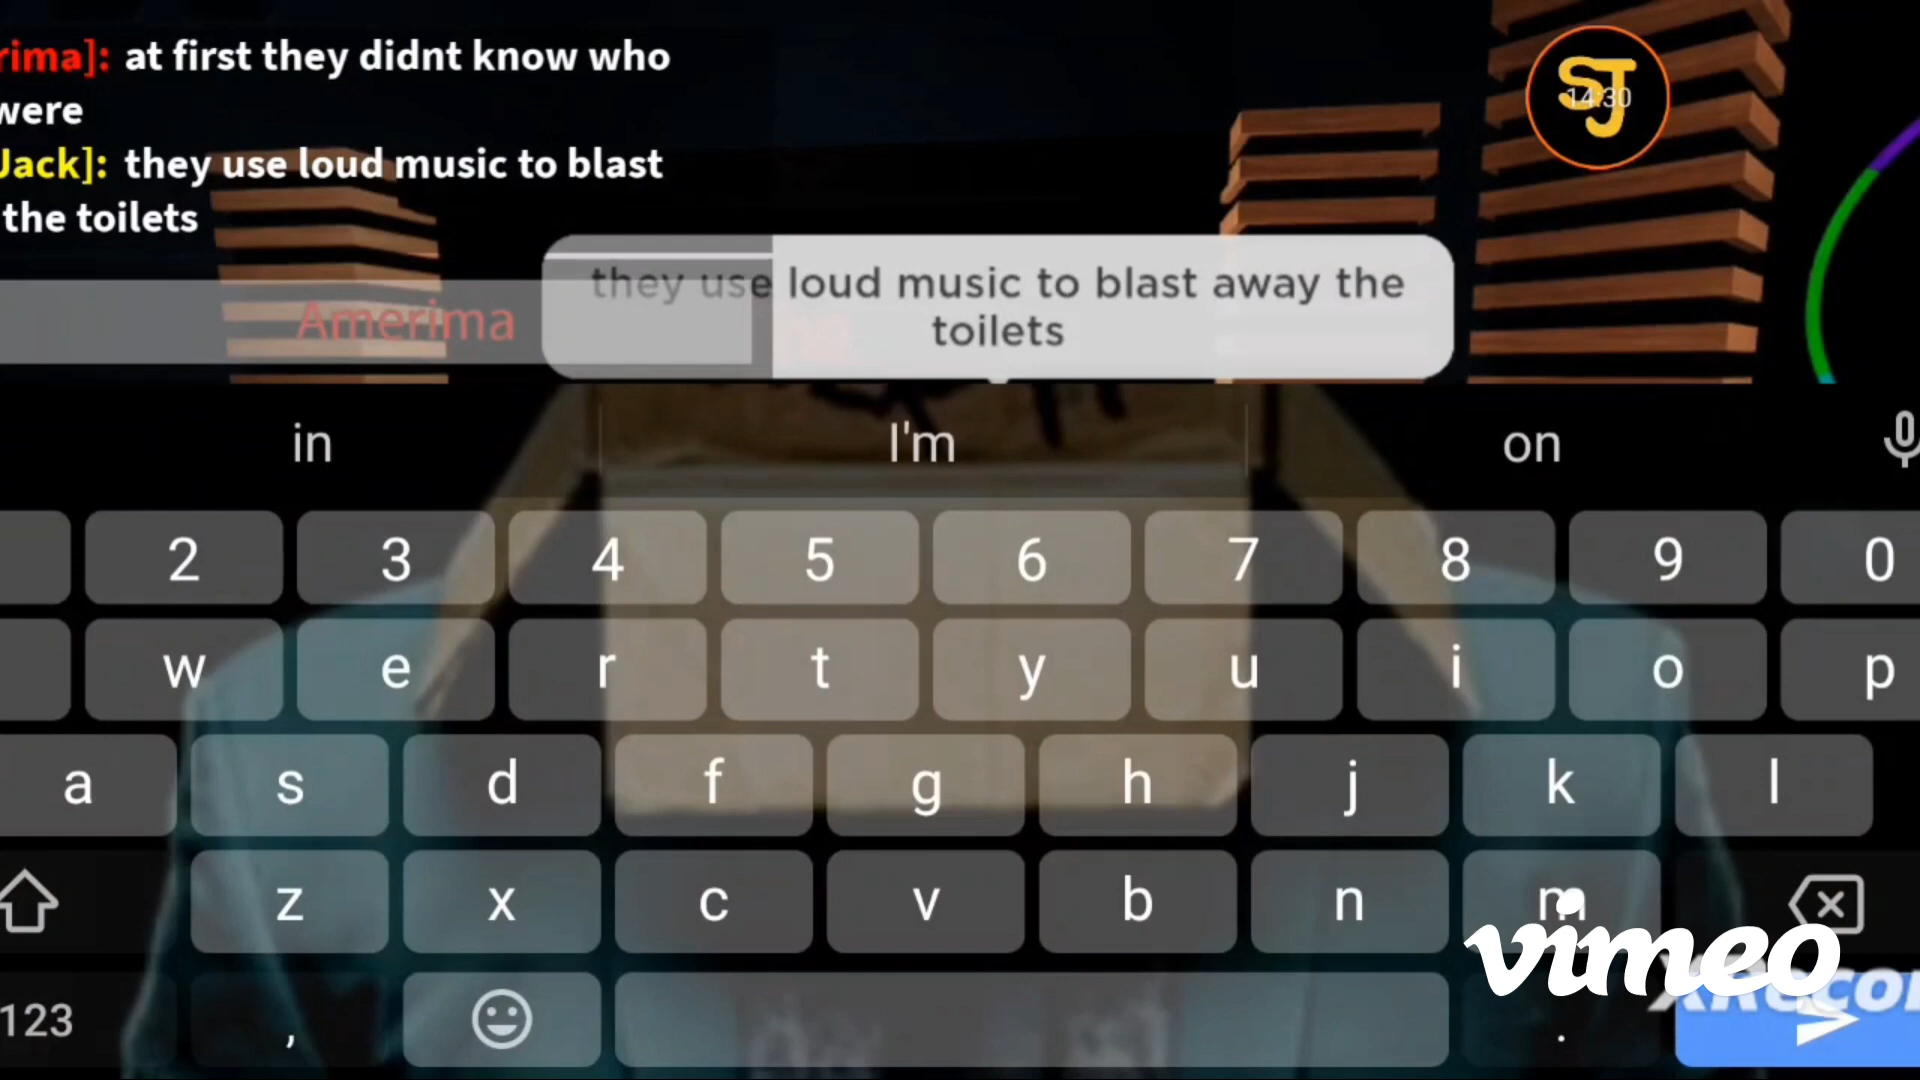 rima]: at first they didnt know who
were
Jack]: they use loud music to blast
the toilets
SJ
14:30
they use loud music to blast away the
toilets
Amerima
in I'm on
2 3 4 5 6 7 8 9 0
w e r t y u i o p
a s d f g h j k l
z x c v b n m
123 , .
vimeo
XRecor